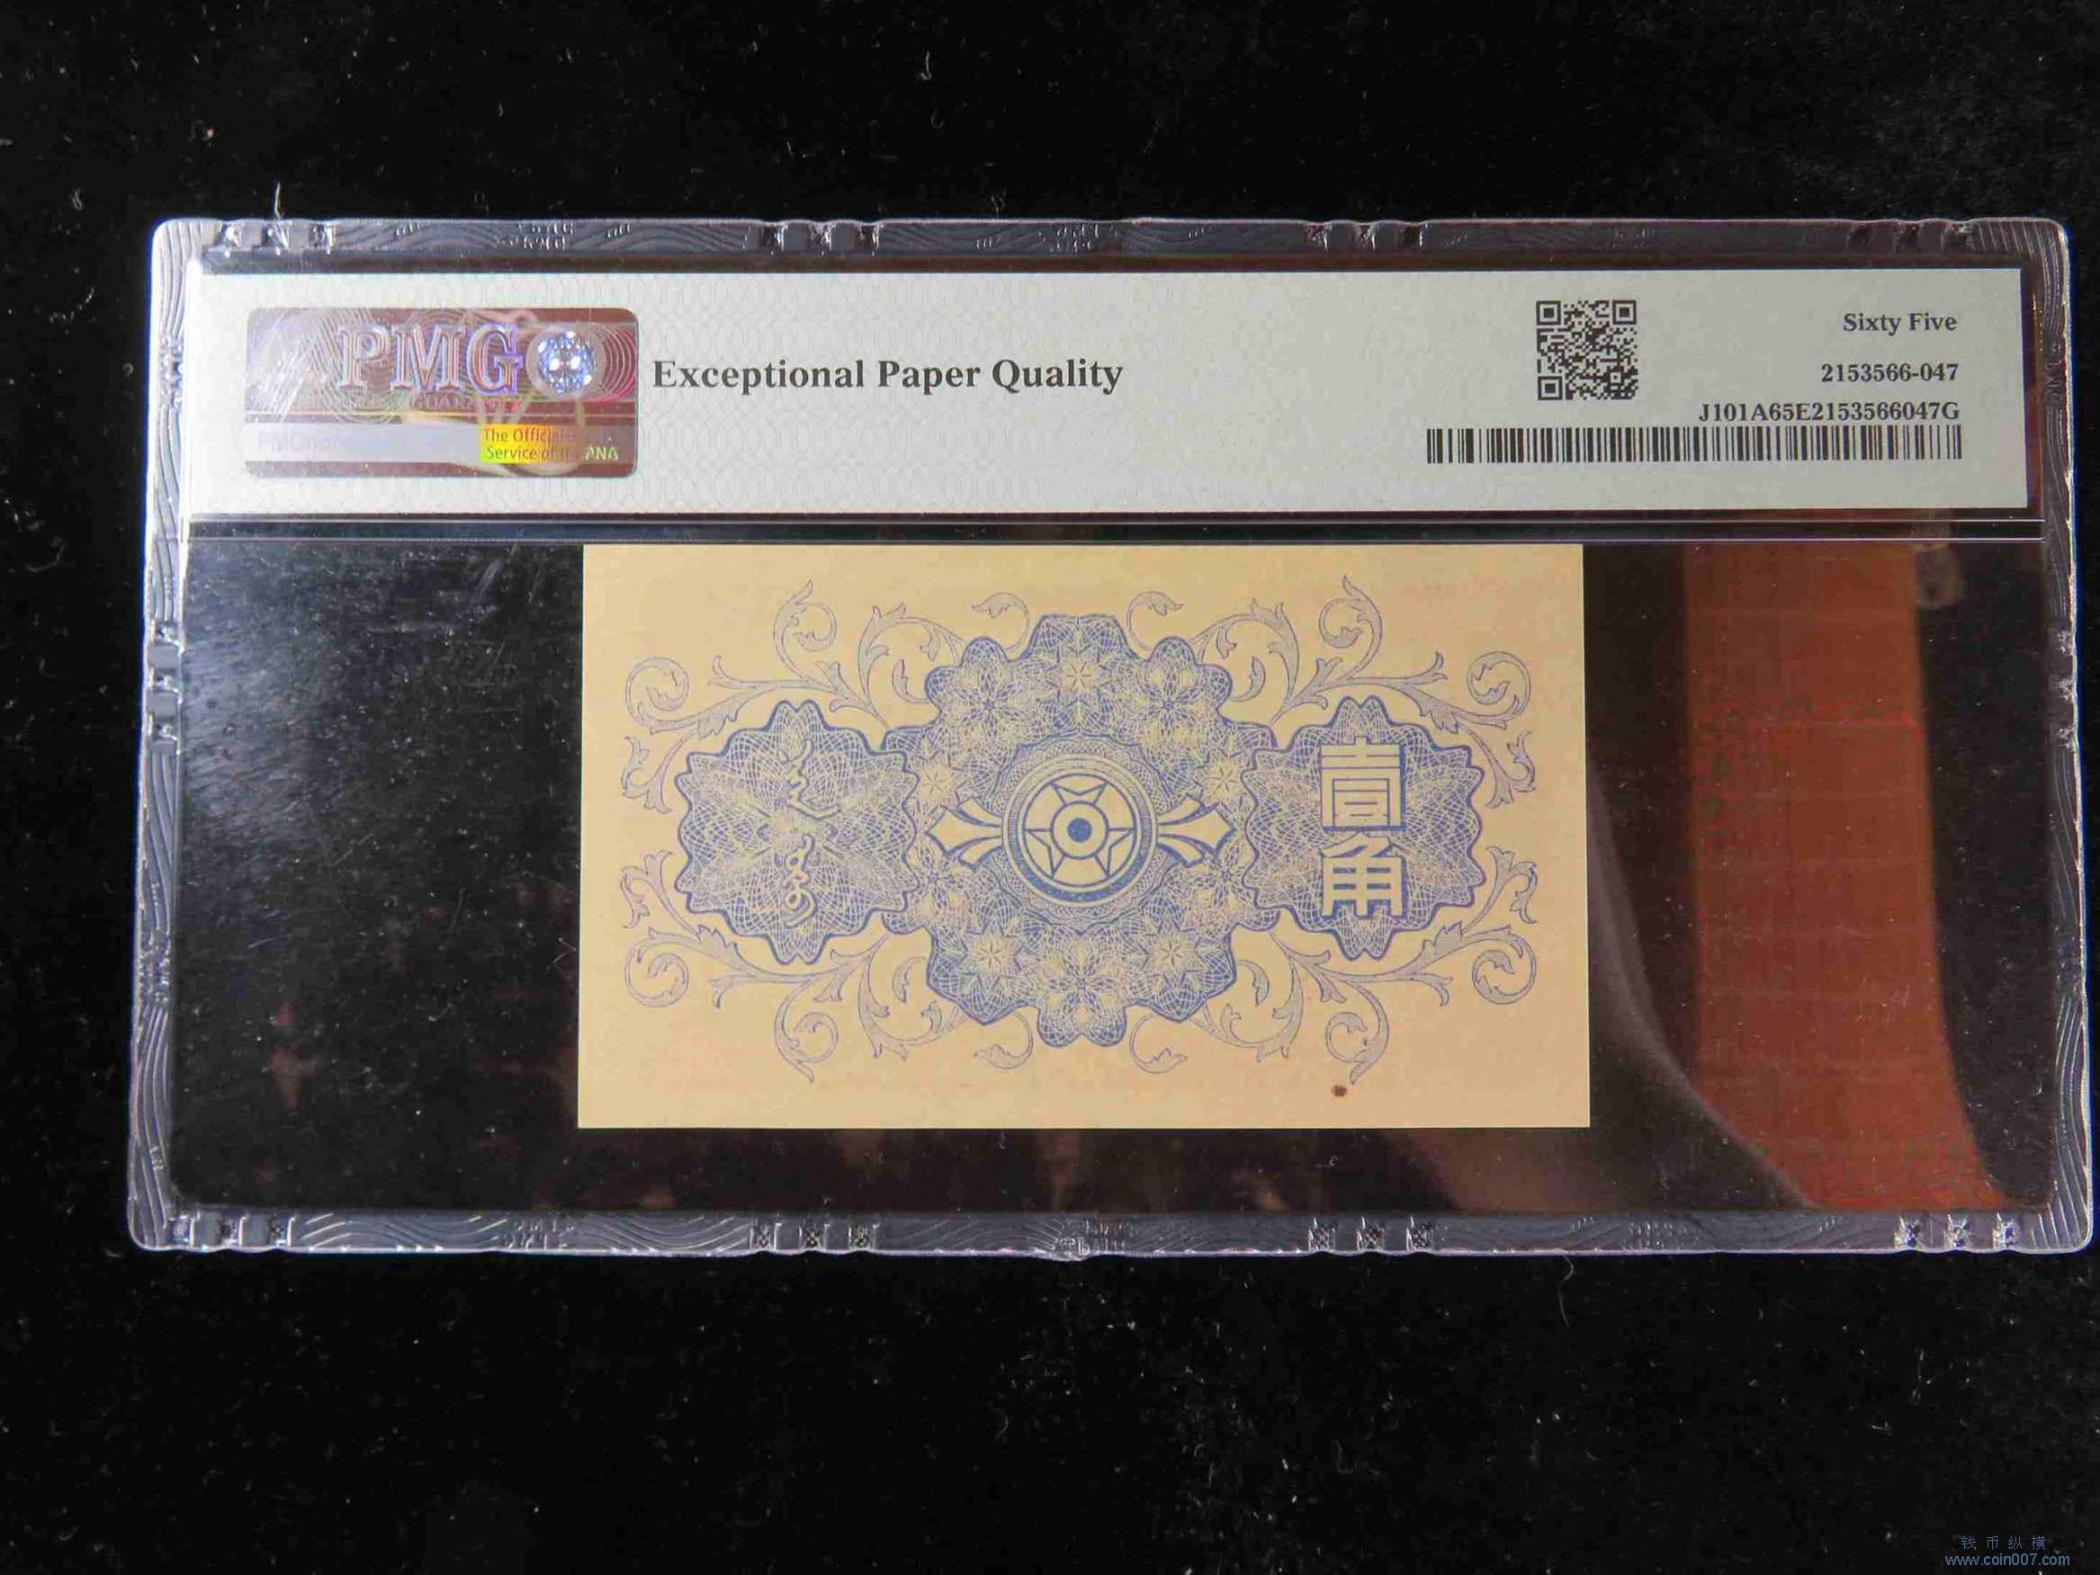 PMG
The Official
Service of the ANA
Exceptional Paper Quality
Sixty Five
2153566-047
J101A65E2153566047G
壹角
钱币纵横
www.coin007.com